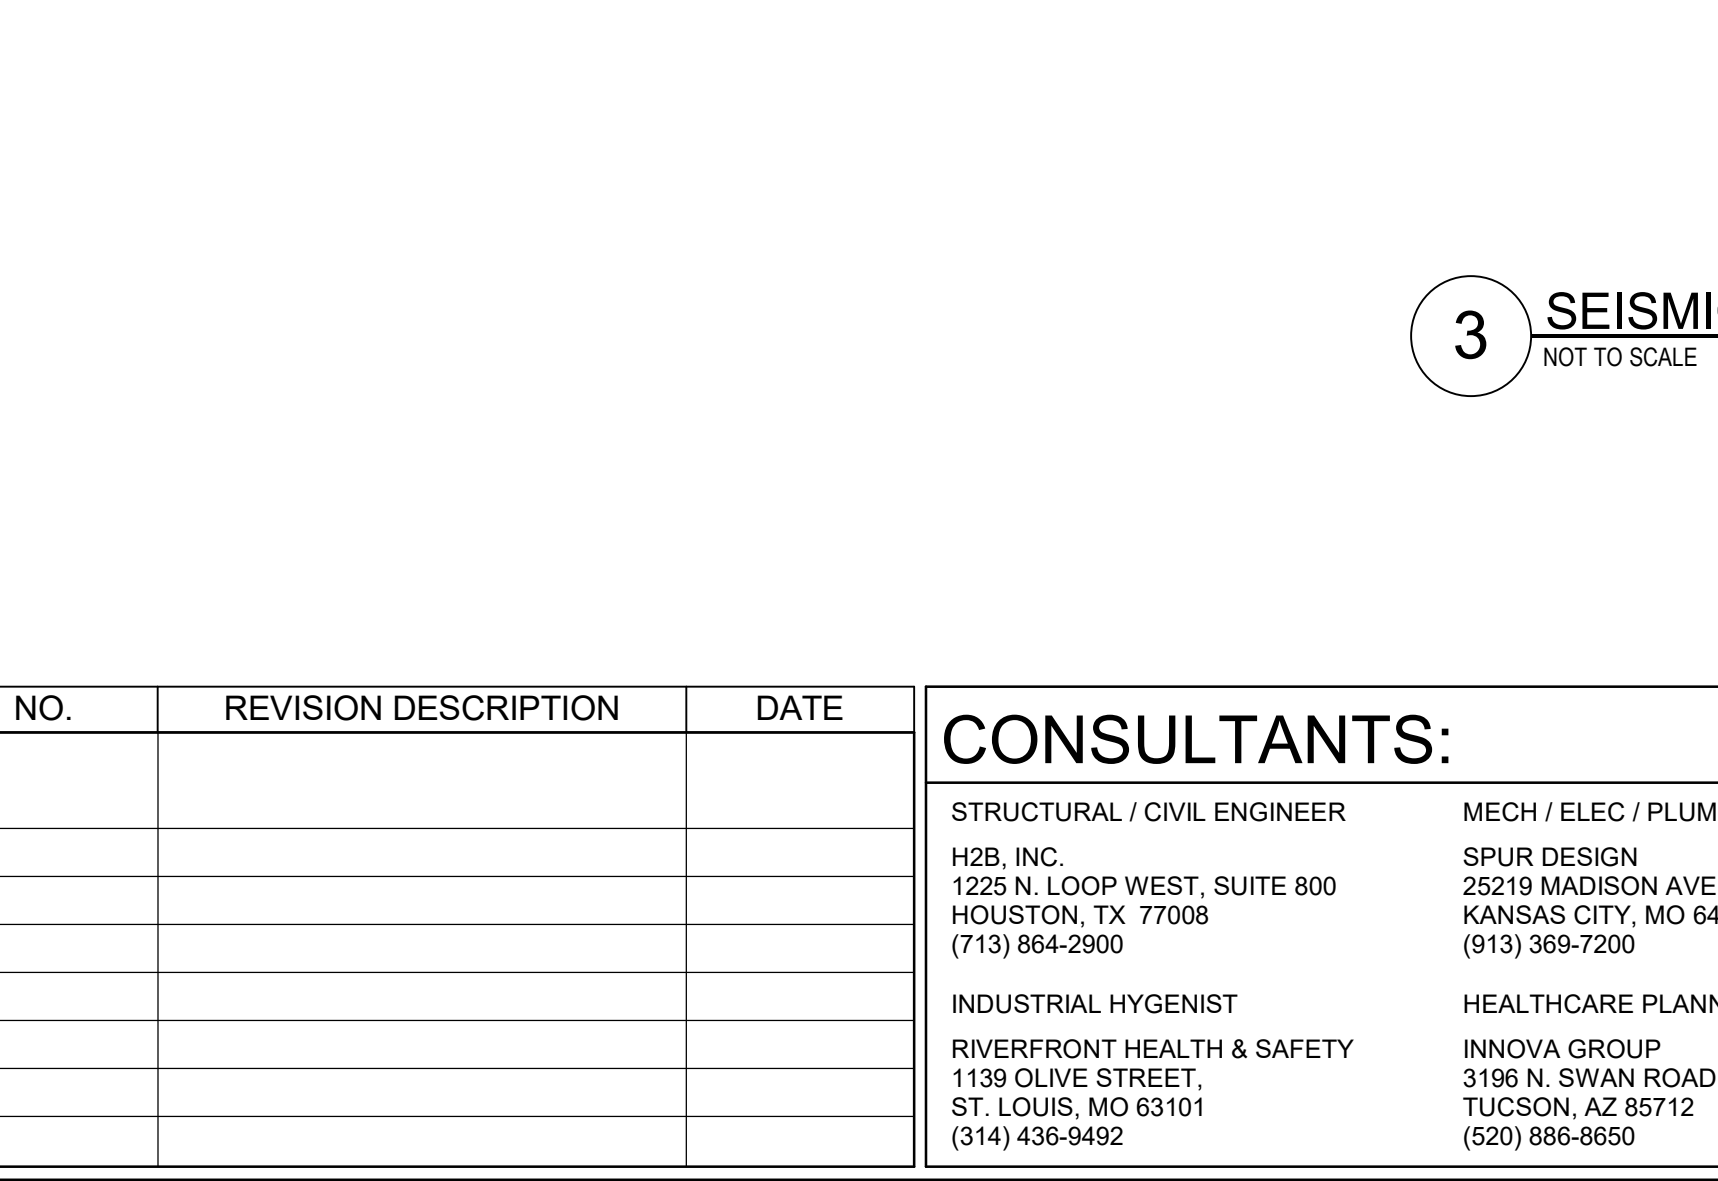 3
SEISMI
NOT TO SCALE
NO. REVISION DESCRIPTION DATE
CONSULTANTS:
STRUCTURAL / CIVIL ENGINEER
H2B, INC.
1225 N. LOOP WEST, SUITE 800
HOUSTON, TX 77008
(713) 864-2900
MECH / ELEC / PLUM
SPUR DESIGN
25219 MADISON AVE
KANSAS CITY, MO 64
(913) 369-7200
INDUSTRIAL HYGENIST
RIVERFRONT HEALTH & SAFETY
1139 OLIVE STREET,
ST. LOUIS, MO 63101
(314) 436-9492
HEALTHCARE PLANN
INNOVA GROUP
3196 N. SWAN ROAD
TUCSON, AZ 85712
(520) 886-8650